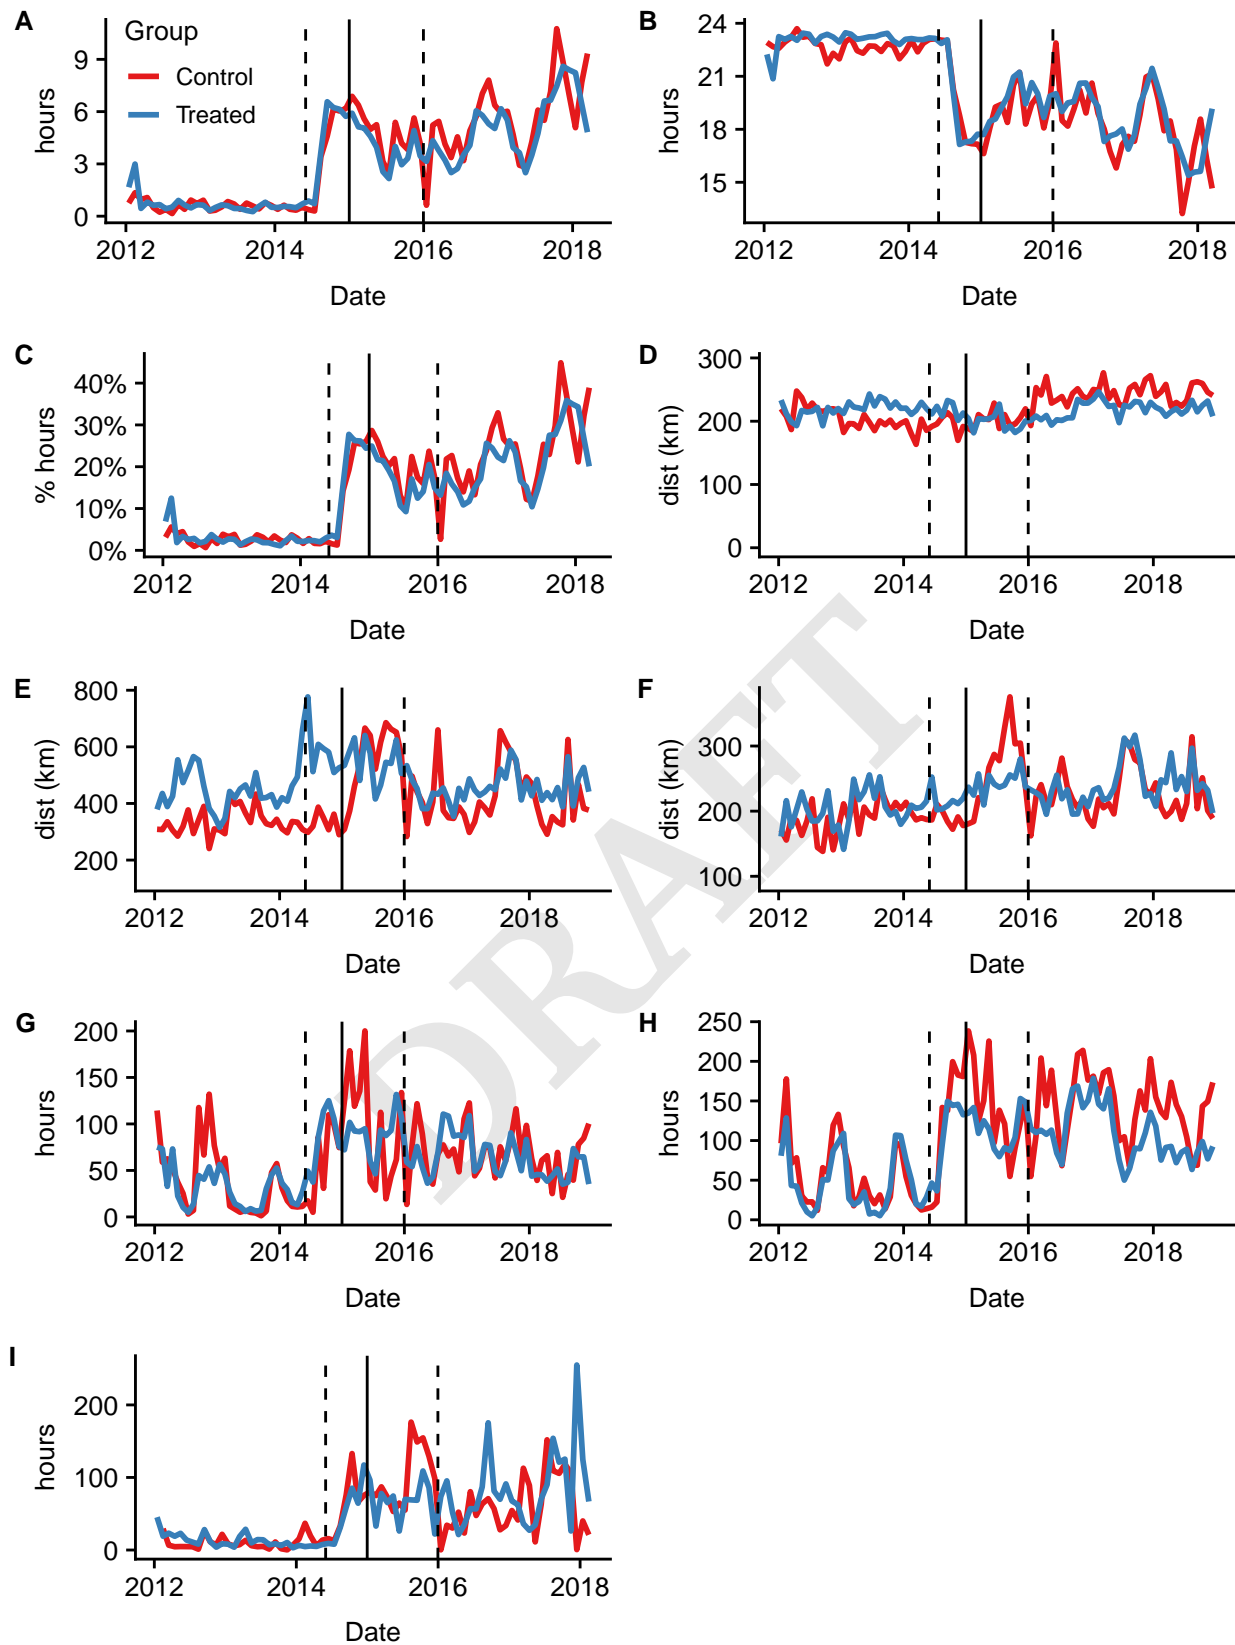 A
Group
Control
Treated
hours
9
6
3
0
2012 2014 2016 2018
Date
B
hours
24
21
18
15
2012 2014 2016 2018
Date
C
% hours
40%
30%
20%
10%
0%
2012 2014 2016 2018
Date
D
dist (km)
300
200
100
0
2012 2014 2016 2018
Date
E
dist (km)
800
600
400
200
2012 2014 2016 2018
Date
F
dist (km)
300
200
100
2012 2014 2016 2018
Date
G
hours
200
150
100
50
0
2012 2014 2016 2018
Date
H
hours
250
200
150
100
50
0
2012 2014 2016 2018
Date
I
hours
200
100
0
2012 2014 2016 2018
Date
DRAFT